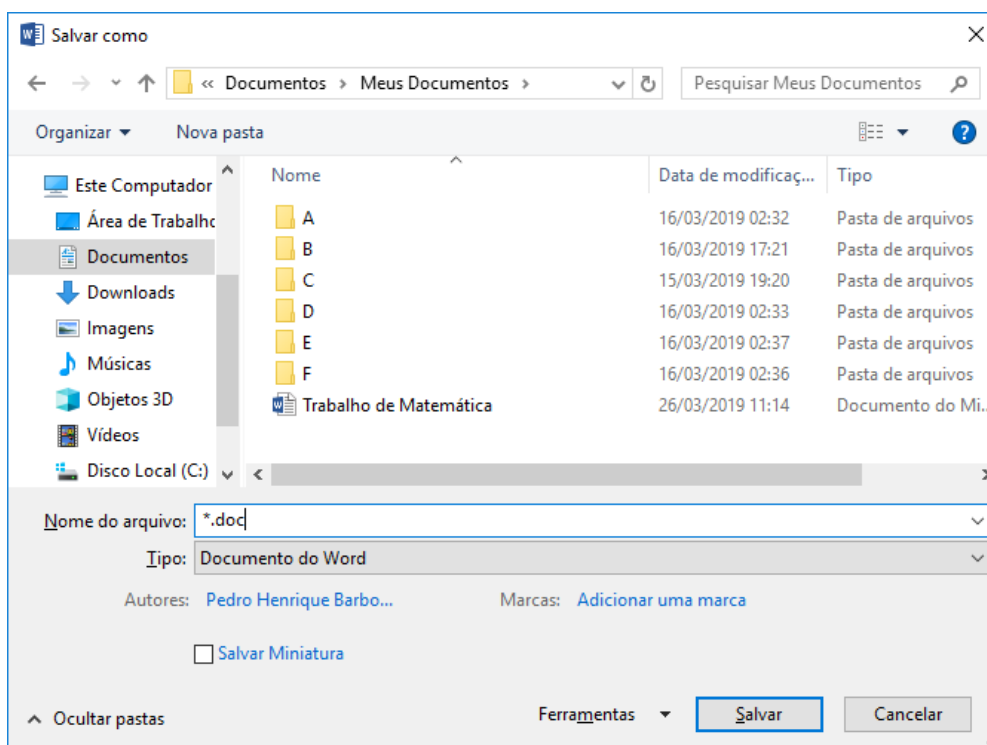 Salvar como
« Documentos > Meus Documentos >
Pesquisar Meus Documentos
Organizar Nova pasta
Nome Data de modificaç... Tipo
Este Computador
Área de Trabalho
Documentos
Downloads
Imagens
Músicas
Objetos 3D
Vídeos
Disco Local (C:)
A 16/03/2019 02:32 Pasta de arquivos
B 16/03/2019 17:21 Pasta de arquivos
C 15/03/2019 19:20 Pasta de arquivos
D 16/03/2019 02:33 Pasta de arquivos
E 16/03/2019 02:37 Pasta de arquivos
F 16/03/2019 02:36 Pasta de arquivos
Trabalho de Matemática 26/03/2019 11:14 Documento do Mi...
Nome do arquivo: *.doc
Tipo: Documento do Word
Autores: Pedro Henrique Barbo... Marcas: Adicionar uma marca
Salvar Miniatura
Ocultar pastas Ferramentas Salvar Cancelar